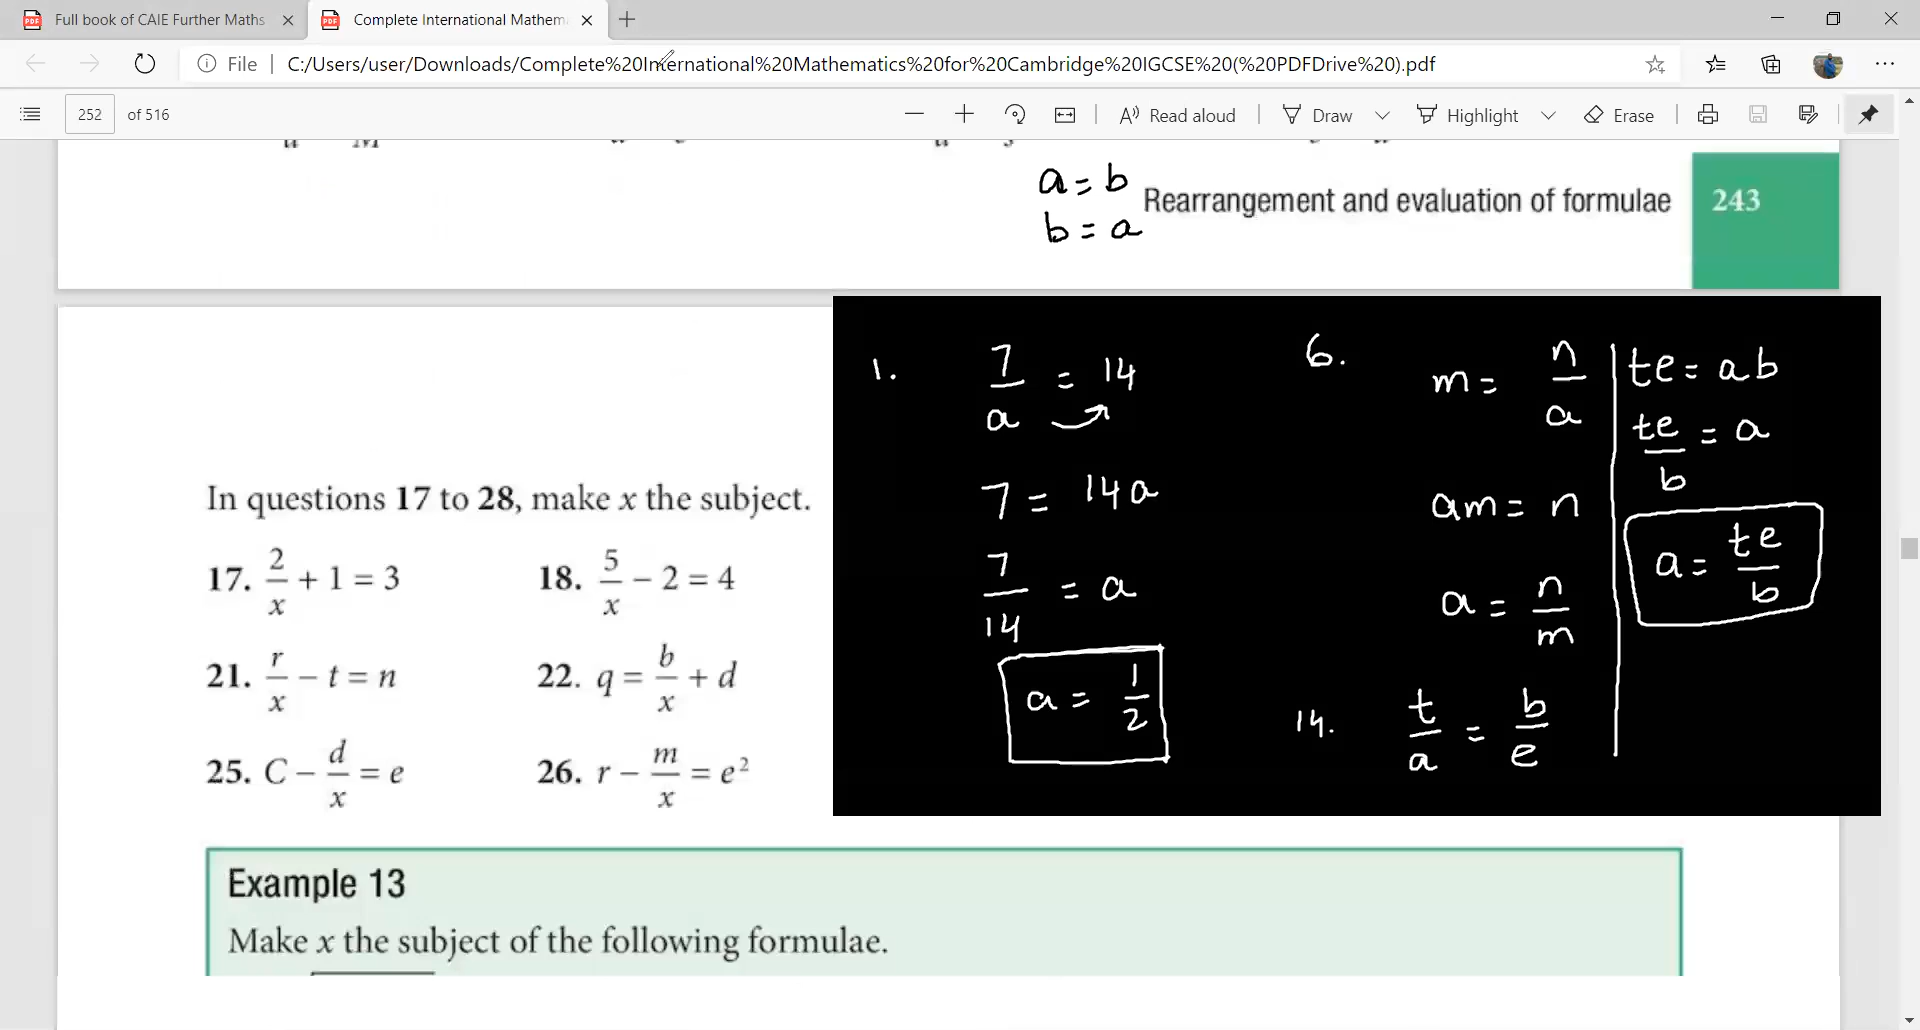 Full book of CAIE Further Maths
Complete International Mathem
File
C:/Users/user/Downloads/Complete%20International%20Mathematics%20for%20Cambridge%20IGCSE%20(%20PDFDrive%20).pdf
252 of 516
Read aloud
Draw
Highlight
Erase
a = b
Rearrangement and evaluation of formulae 243
b = a
1.
7/a = 14
7 = 14a
7/14 = a
a = 1/2
6.
m = n/a
am = n
a = n/m
14. t/a = b/e
te = ab
te/b = a
a = te/b
In questions 17 to 28, make x the subject.
17. 2/x + 1 = 3
18. 5/x − 2 = 4
21. r/x − t = n
22. q = b/x + d
25. C − d/x = e
26. r − m/x = e²
Example 13
Make x the subject of the following formulae.